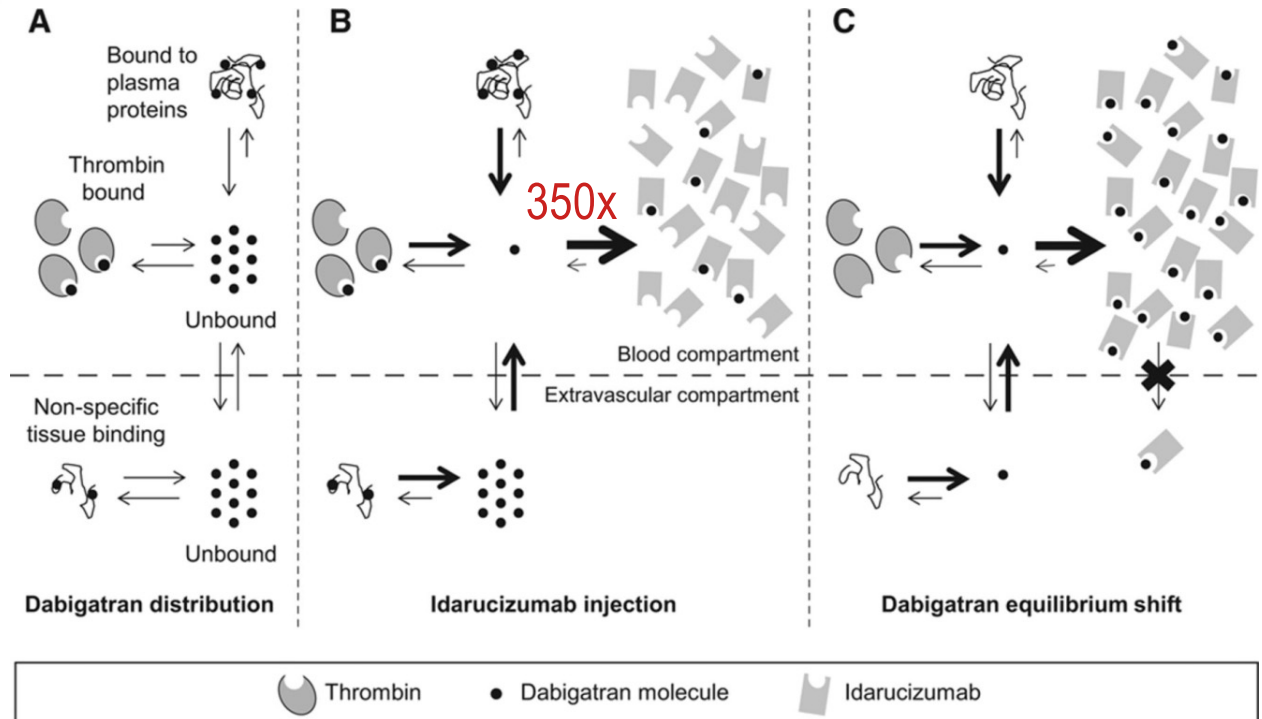 A
Bound to
plasma
proteins
Thrombin
bound
Unbound
Non-specific
tissue binding
Unbound
Dabigatran distribution
B
350x
Blood compartment
Extravascular compartment
Idarucizumab injection
C
Dabigatran equilibrium shift
Thrombin
Dabigatran molecule
Idarucizumab